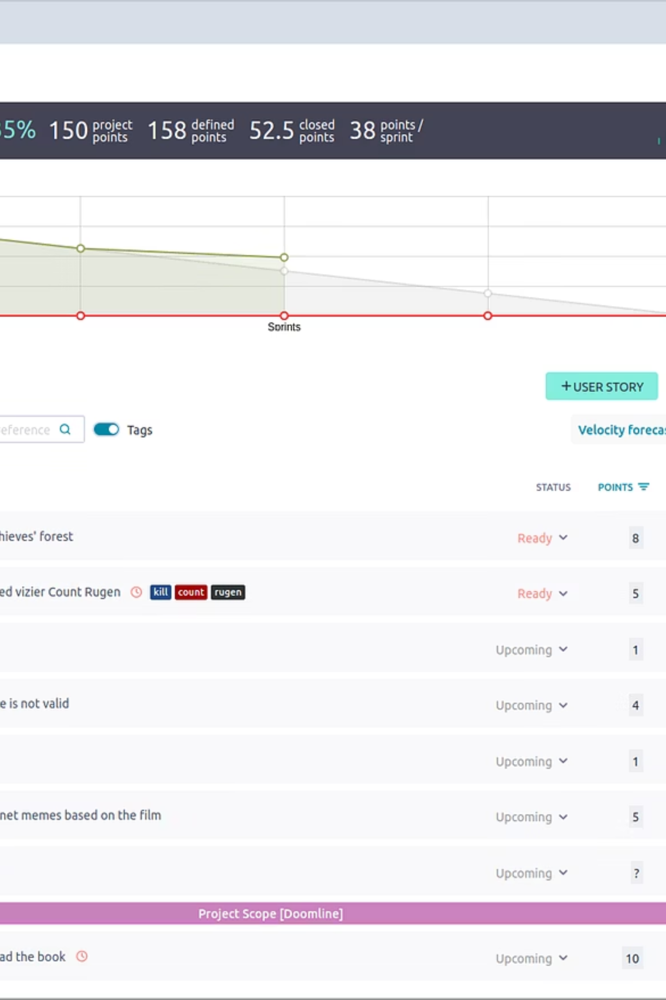 35% 150 project points 158 defined points 52.5 closed points 38 points / sprint
Sprints
+ USER STORY
eference Tags Velocity forecas
STATUS POINTS
hieves' forest Ready 8
ed vizier Count Rugen kill count rugen Ready 5
Upcoming 1
e is not valid Upcoming 4
Upcoming 1
net memes based on the film Upcoming 5
Upcoming ?
Project Scope [Doomline]
ad the book Upcoming 10